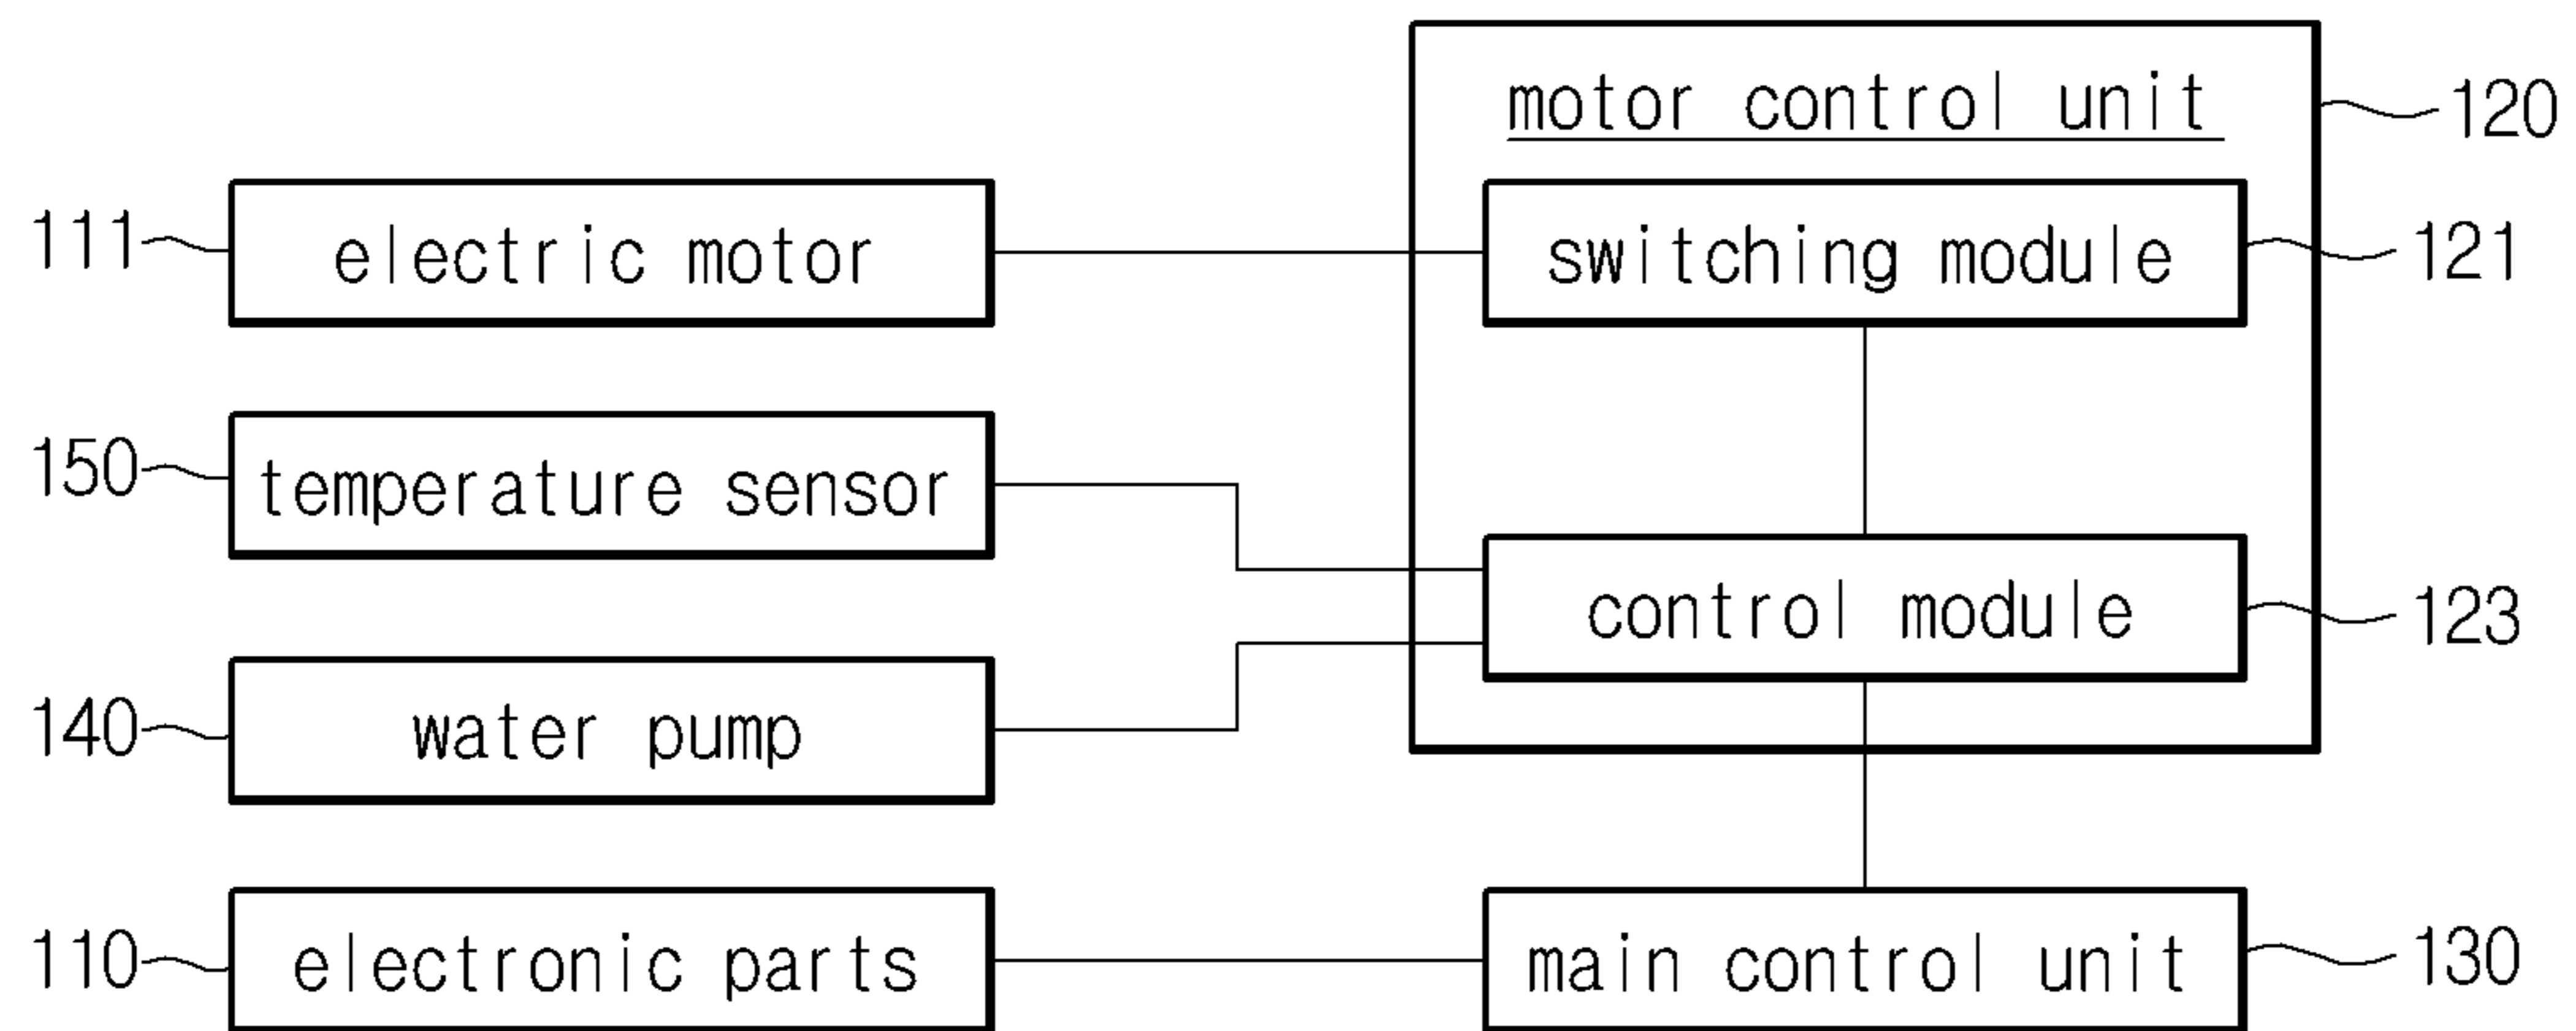 motor control unit
120
111
electric motor
switching module
121
150
temperature sensor
control module
123
140
water pump
110
electronic parts
main control unit
130